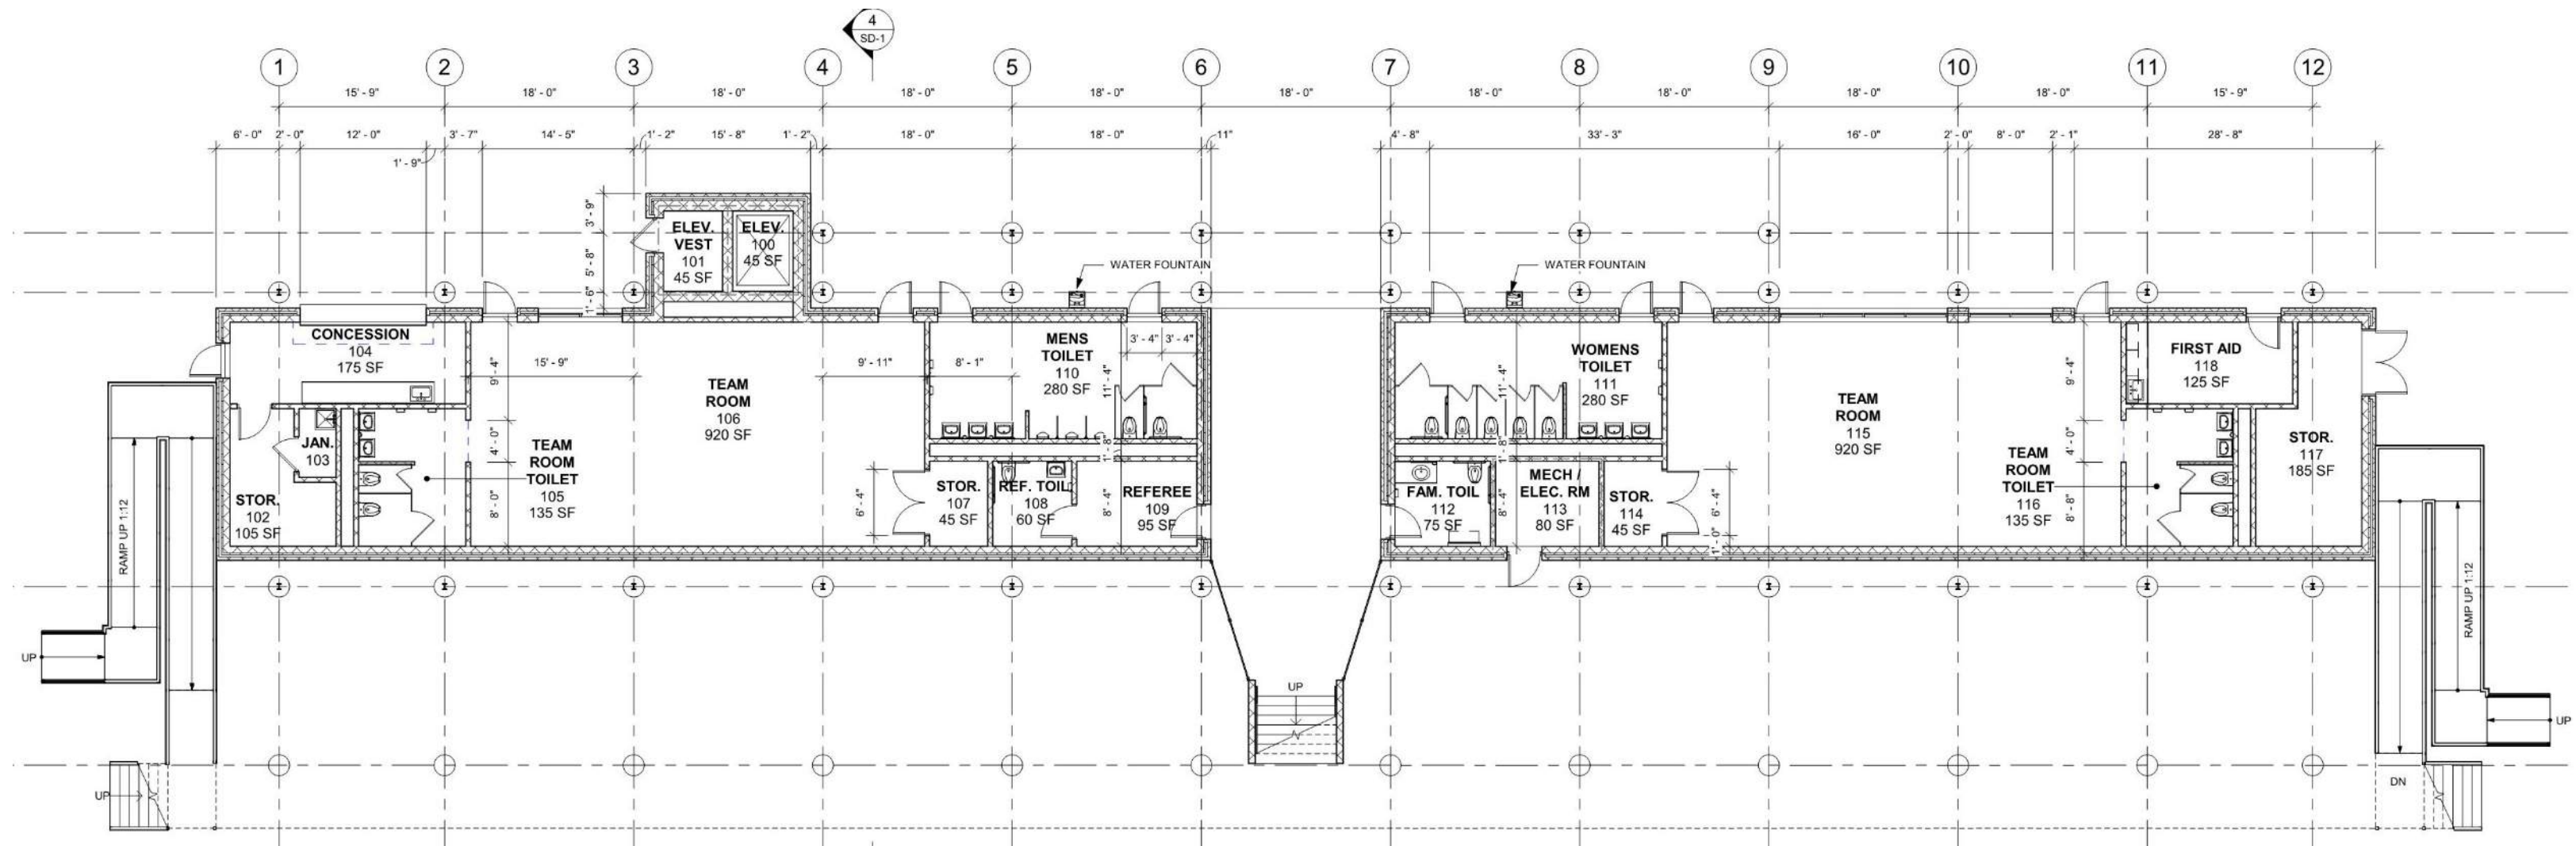 4
SD-1
1
2
3
4
5
6
7
8
9
10
11
12
15' - 9"
18' - 0"
18' - 0"
18' - 0"
18' - 0"
18' - 0"
18' - 0"
18' - 0"
18' - 0"
18' - 0"
15' - 9"
6' - 0"
2' - 0"
12' - 0"
1' - 9"
3' - 7"
14' - 5"
1' - 2"
15' - 8"
1' - 2"
18' - 0"
18' - 0"
11"
4' - 8"
33' - 3"
16' - 0"
2' - 0"
8' - 0"
2' - 1"
28' - 8"
3' - 9"
5' - 8"
1' - 6"
ELEV.
VEST
101
45 SF
ELEV.
100
45 SF
WATER FOUNTAIN
WATER FOUNTAIN
CONCESSION
104
175 SF
9' - 4"
15' - 9"
4' - 0"
8' - 0"
TEAM
ROOM
106
920 SF
9' - 11"
8' - 1"
MENS
TOILET
110
280 SF
11' - 4"
3' - 4"
3' - 4"
1' - 8"
JAN.
103
STOR.
102
105 SF
TEAM
ROOM
TOILET
105
135 SF
6' - 4"
STOR.
107
45 SF
REF. TOIL
108
60 SF
8' - 4"
REFEREE
109
95 SF
WOMENS
TOILET
111
280 SF
11' - 4"
1' - 8"
FAM. TOIL
112
75 SF
8' - 4"
MECH /
ELEC. RM
113
80 SF
STOR.
114
45 SF
6' - 4"
1' - 0"
TEAM
ROOM
115
920 SF
TEAM
ROOM
TOILET
116
135 SF
9' - 4"
4' - 0"
8' - 8"
FIRST AID
118
125 SF
STOR.
117
185 SF
RAMP UP 1:12
UP
UP
UP
RAMP UP 1:12
UP
DN